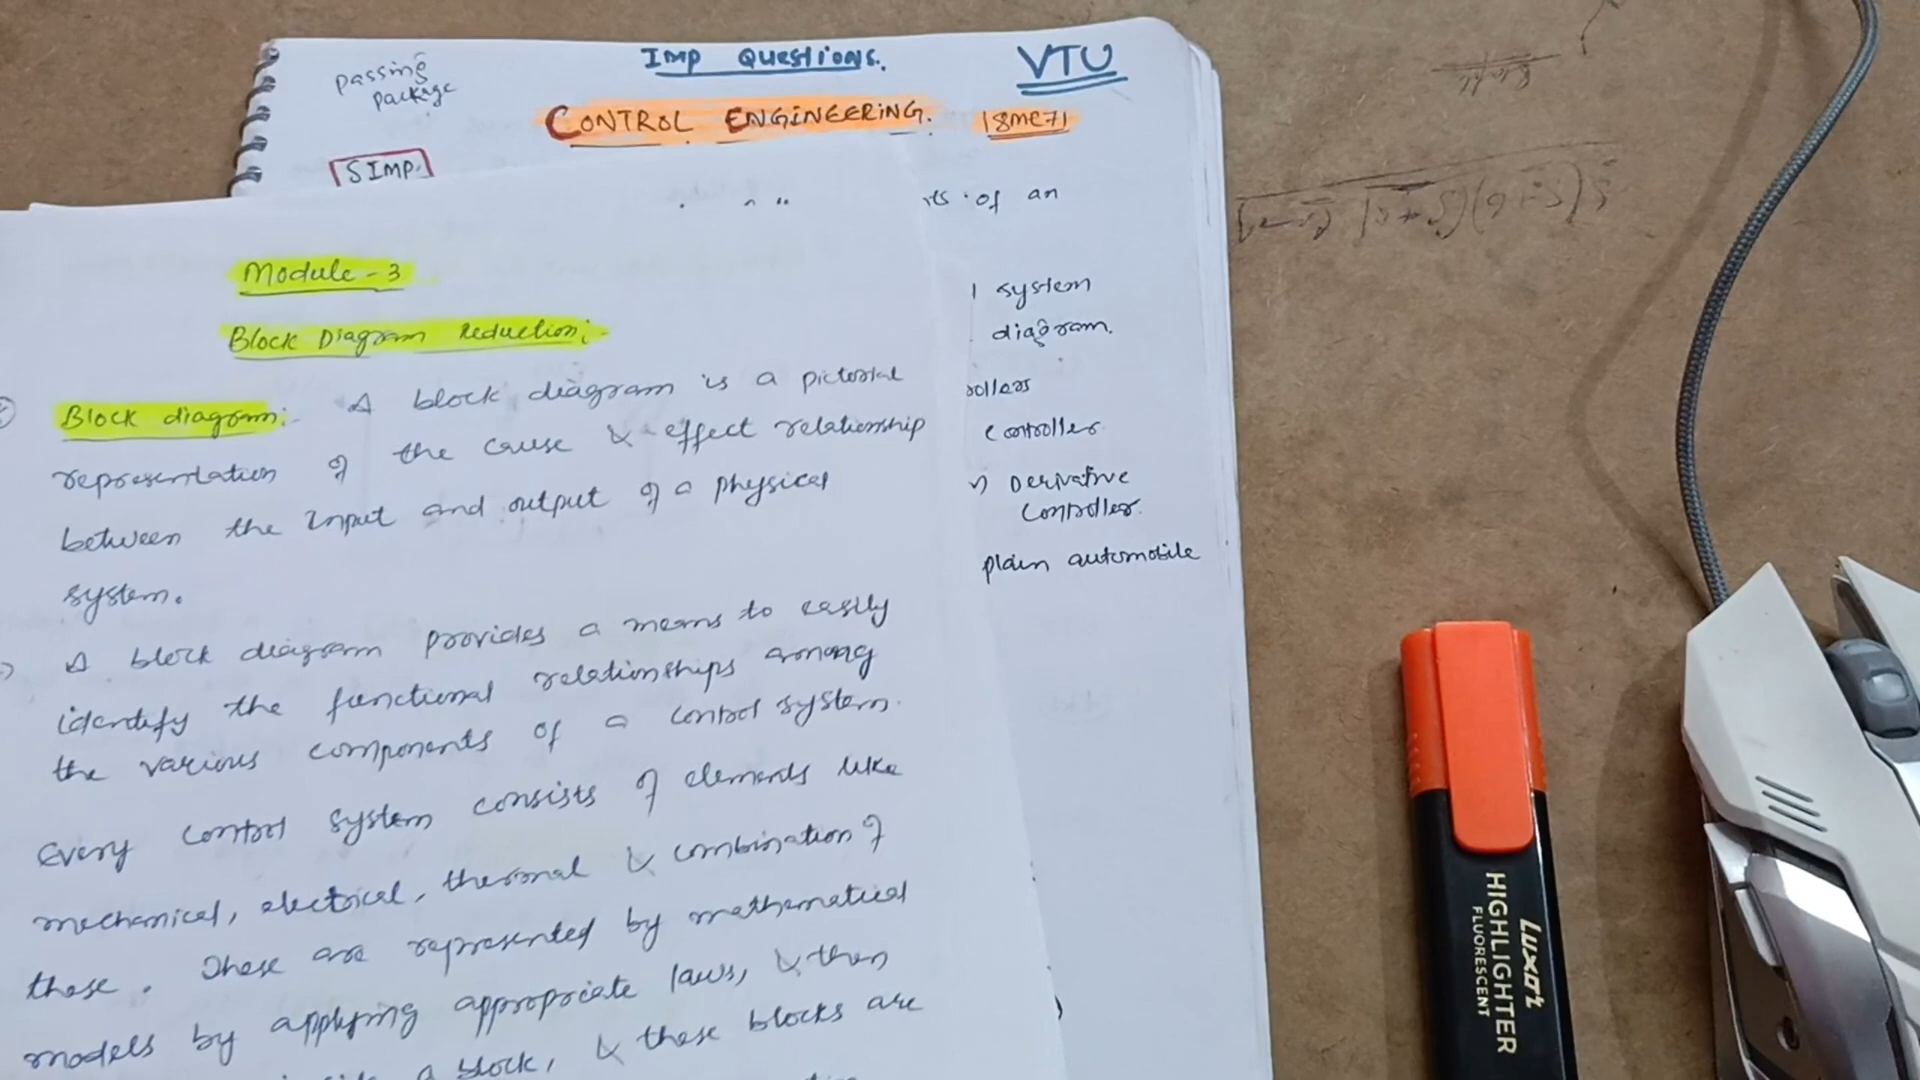 Passing
Package
Imp Questions.
VTU
CONTROL ENGINEERING.
18ME71
SIMP.
of an
system
diagram.
Controller
Derivative
Controller.
plain automobile
Module - 3
Block Diagram Reduction:-
Block diagram:- A block diagram is a pictorial
representation of the cause & effect relationship
between the Input and output of a physical
system.
A block diagram provides a means to easily
identify the functional relationships among
the various components of a control system.
Every control system consists of elements like
mechanical, electrical, thermal & combination of
these. These are represented by mathematical
models by applying appropriate laws, & then
a block, & these blocks are
Luxor
HIGHLIGHTER
FLUORESCENT